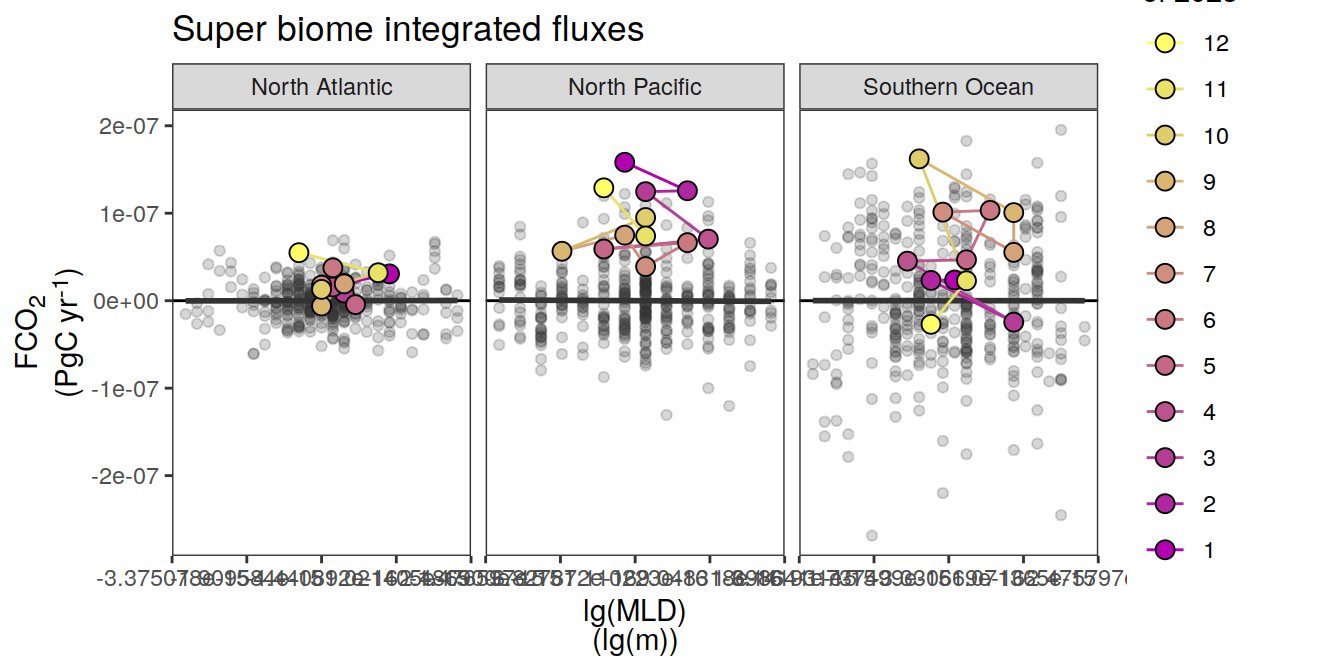 Super biome integrated fluxes
North Atlantic
North Pacific
Southern Ocean
2e-07
1e-07
0e+00
-1e-07
-2e-07
FCO2
(PgC yr⁻¹)
lg(MLD)
(lg(m))
12
11
10
9
8
7
6
5
4
3
2
1